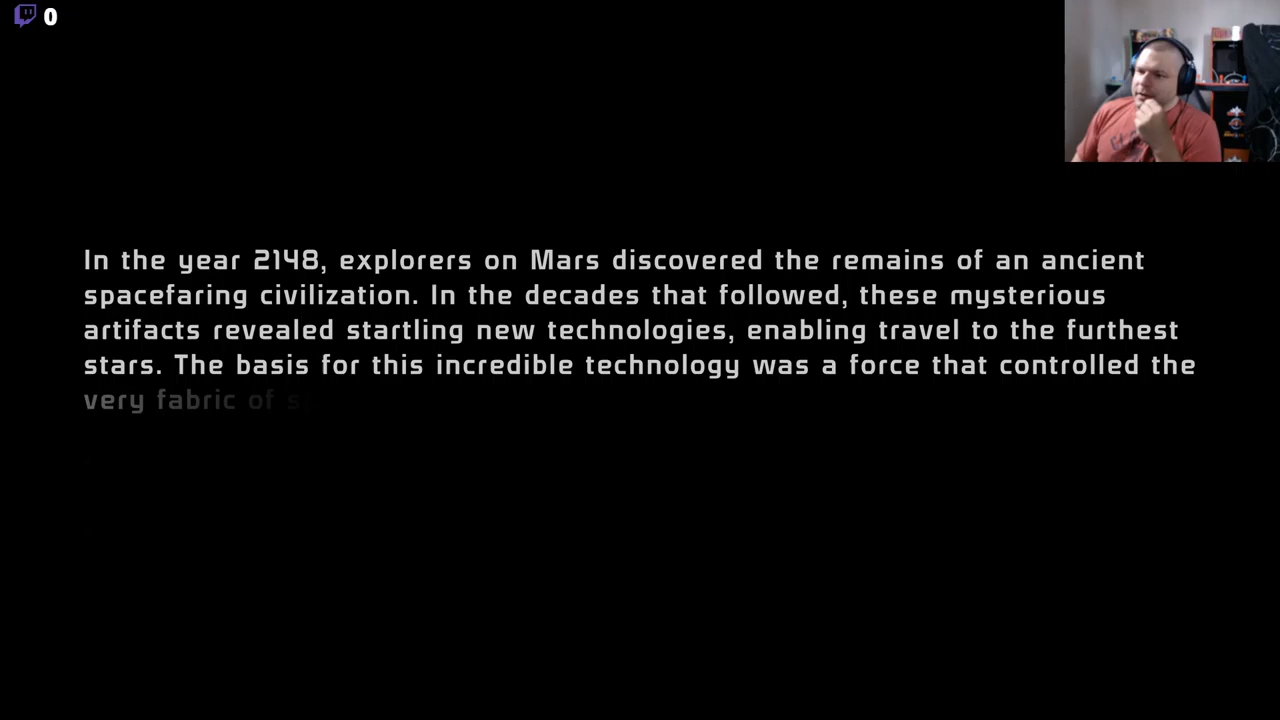 0
In the year 2148, explorers on Mars discovered the remains of an ancient
spacefaring civilization. In the decades that followed, these mysterious
artifacts revealed startling new technologies, enabling travel to the furthest
stars. The basis for this incredible technology was a force that controlled the
very fabric of